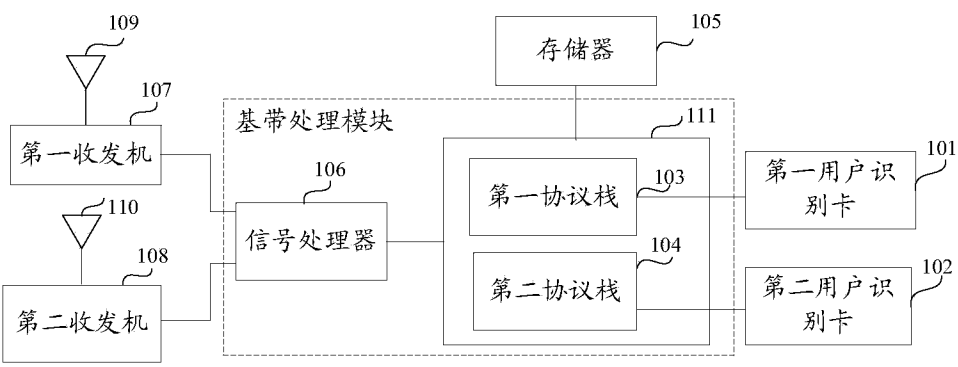 109
存储器
105
107
基带处理模块
111
第一收发机
106
第一协议栈
103
第一用户识
别卡
101
110
信号处理器
108
104
第二收发机
第二协议栈
第二用户识
别卡
102